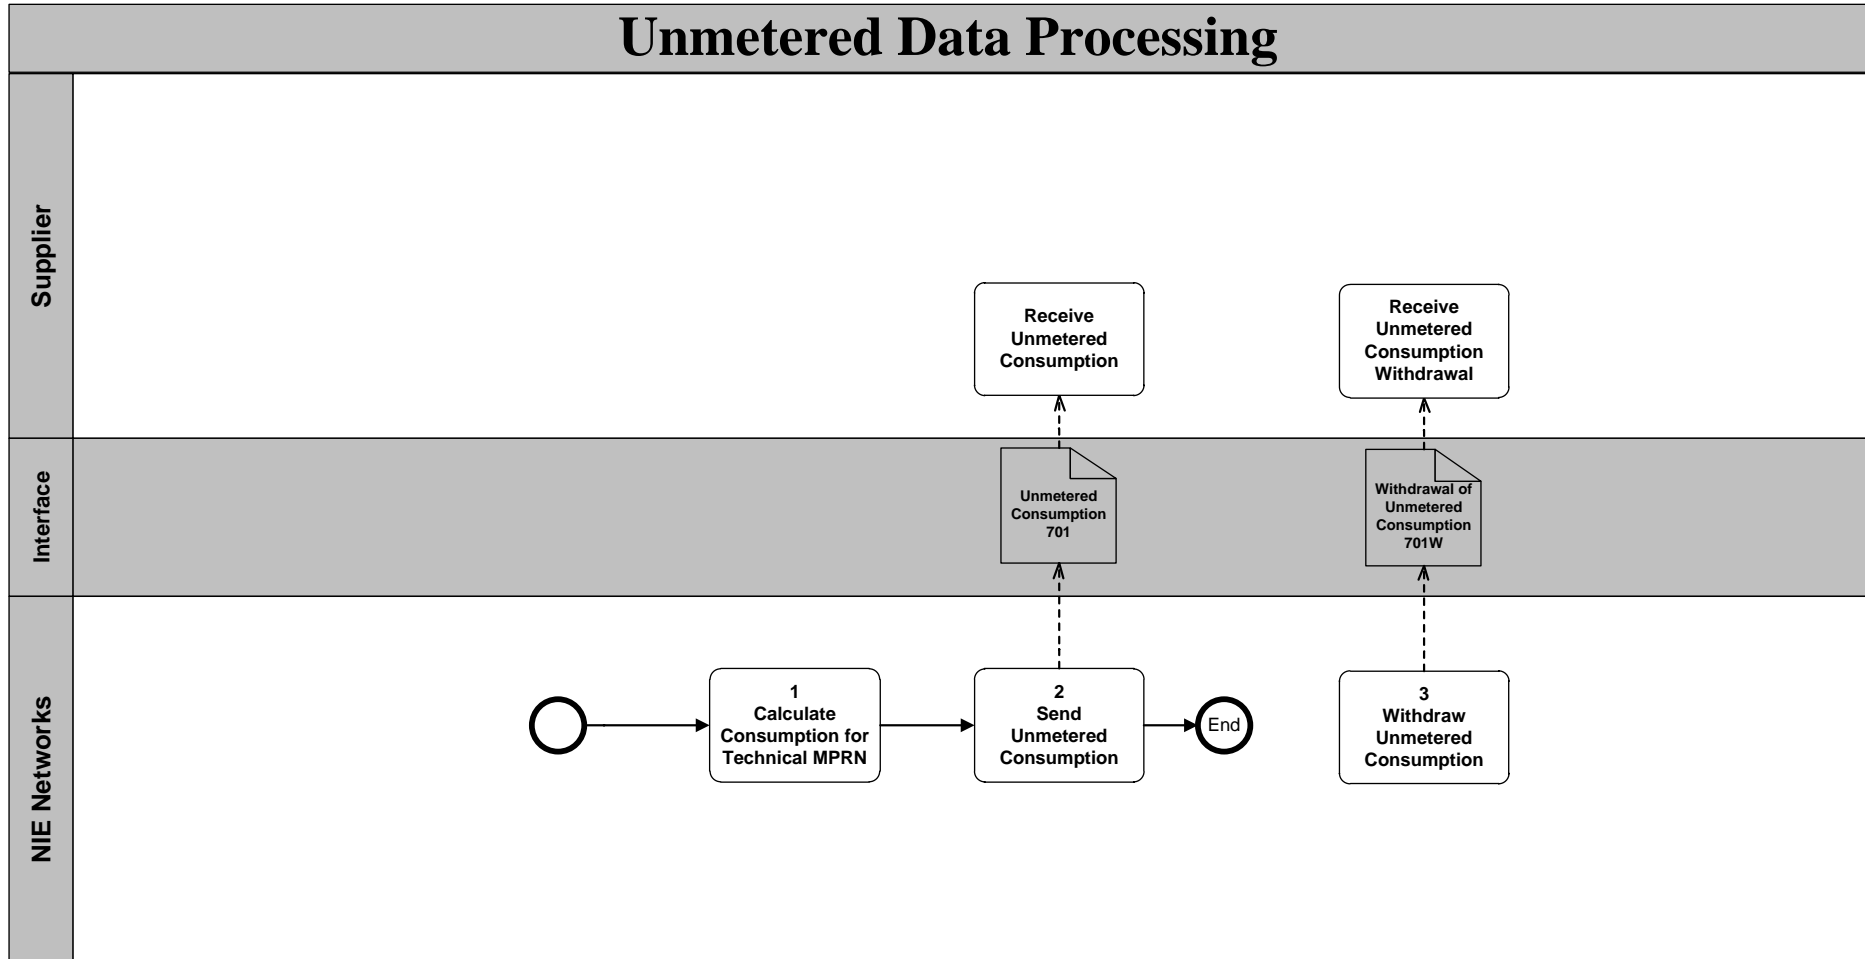 Unmetered Data Processing
Supplier
Receive
Unmetered
Consumption
Receive
Unmetered
Consumption
Withdrawal
Interface
Unmetered
Consumption
701
Withdrawal of
Unmetered
Consumption
701W
NIE Networks
1
Calculate
Consumption for
Technical MPRN
2
Send
Unmetered
Consumption
End
3
Withdraw
Unmetered
Consumption